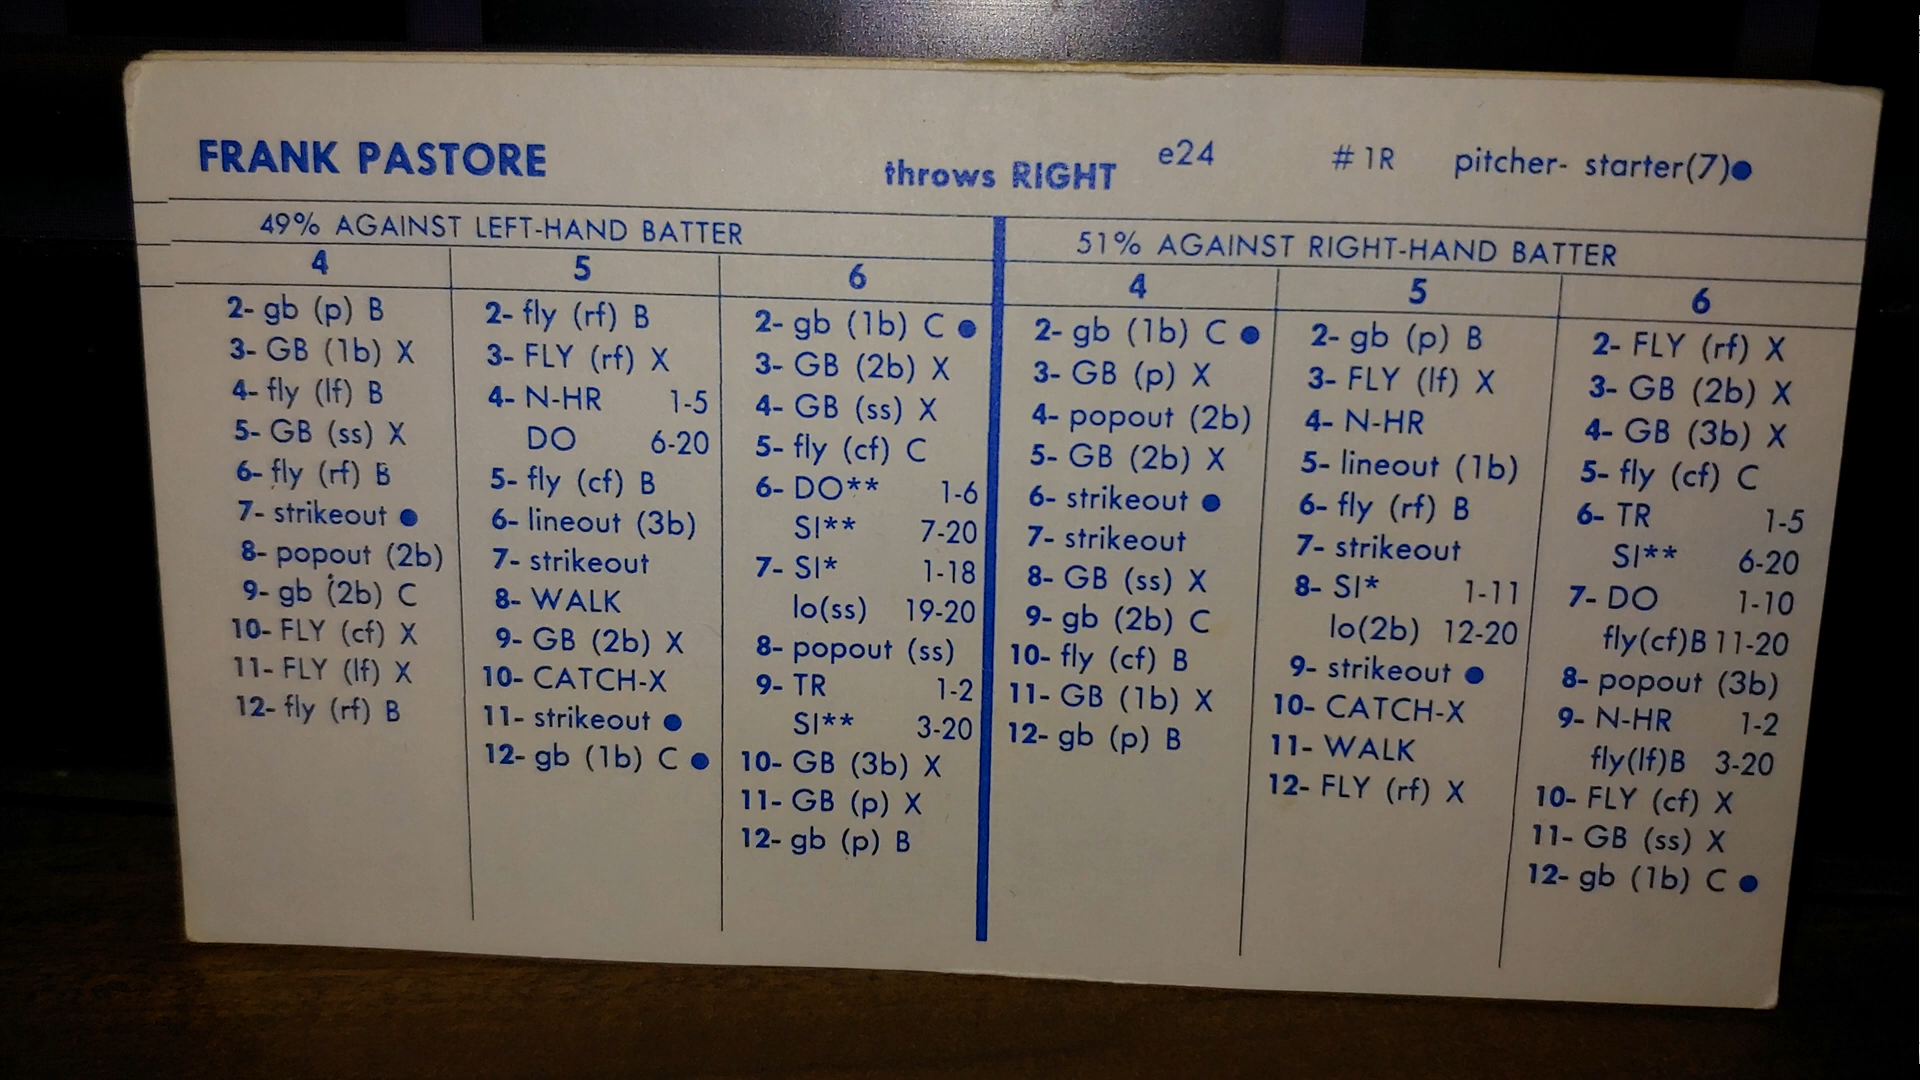 FRANK PASTORE throws RIGHT e24 # 1R pitcher- starter(7)●
49% AGAINST LEFT-HAND BATTER
4
2- gb (p) B
3- GB (1b) X
4- fly (lf) B
5- GB (ss) X
6- fly (rf) B
7- strikeout ●
8- popout (2b)
9- gb (2b) C
10- FLY (cf) X
11- FLY (lf) X
12- fly (rf) B
5
2- fly (rf) B
3- FLY (rf) X
4- N-HR 1-5
DO 6-20
5- fly (cf) B
6- lineout (3b)
7- strikeout
8- WALK
9- GB (2b) X
10- CATCH-X
11- strikeout ●
12- gb (1b) C ●
6
2- gb (1b) C ●
3- GB (2b) X
4- GB (ss) X
5- fly (cf) C
6- DO** 1-6
SI** 7-20
7- SI* 1-18
lo(ss) 19-20
8- popout (ss)
9- TR 1-2
SI** 3-20
10- GB (3b) X
11- GB (p) X
12- gb (p) B
51% AGAINST RIGHT-HAND BATTER
4
2- gb (1b) C ●
3- GB (p) X
4- popout (2b)
5- GB (2b) X
6- strikeout ●
7- strikeout
8- GB (ss) X
9- gb (2b) C
10- fly (cf) B
11- GB (1b) X
12- gb (p) B
5
2- gb (p) B
3- FLY (lf) X
4- N-HR
5- lineout (1b)
6- fly (rf) B
7- strikeout
8- SI* 1-11
lo(2b) 12-20
9- strikeout ●
10- CATCH-X
11- WALK
12- FLY (rf) X
6
2- FLY (rf) X
3- GB (2b) X
4- GB (3b) X
5- fly (cf) C
6- TR 1-5
SI** 6-20
7- DO 1-10
fly(cf)B 11-20
8- popout (3b)
9- N-HR 1-2
fly(lf)B 3-20
10- FLY (cf) X
11- GB (ss) X
12- gb (1b) C ●